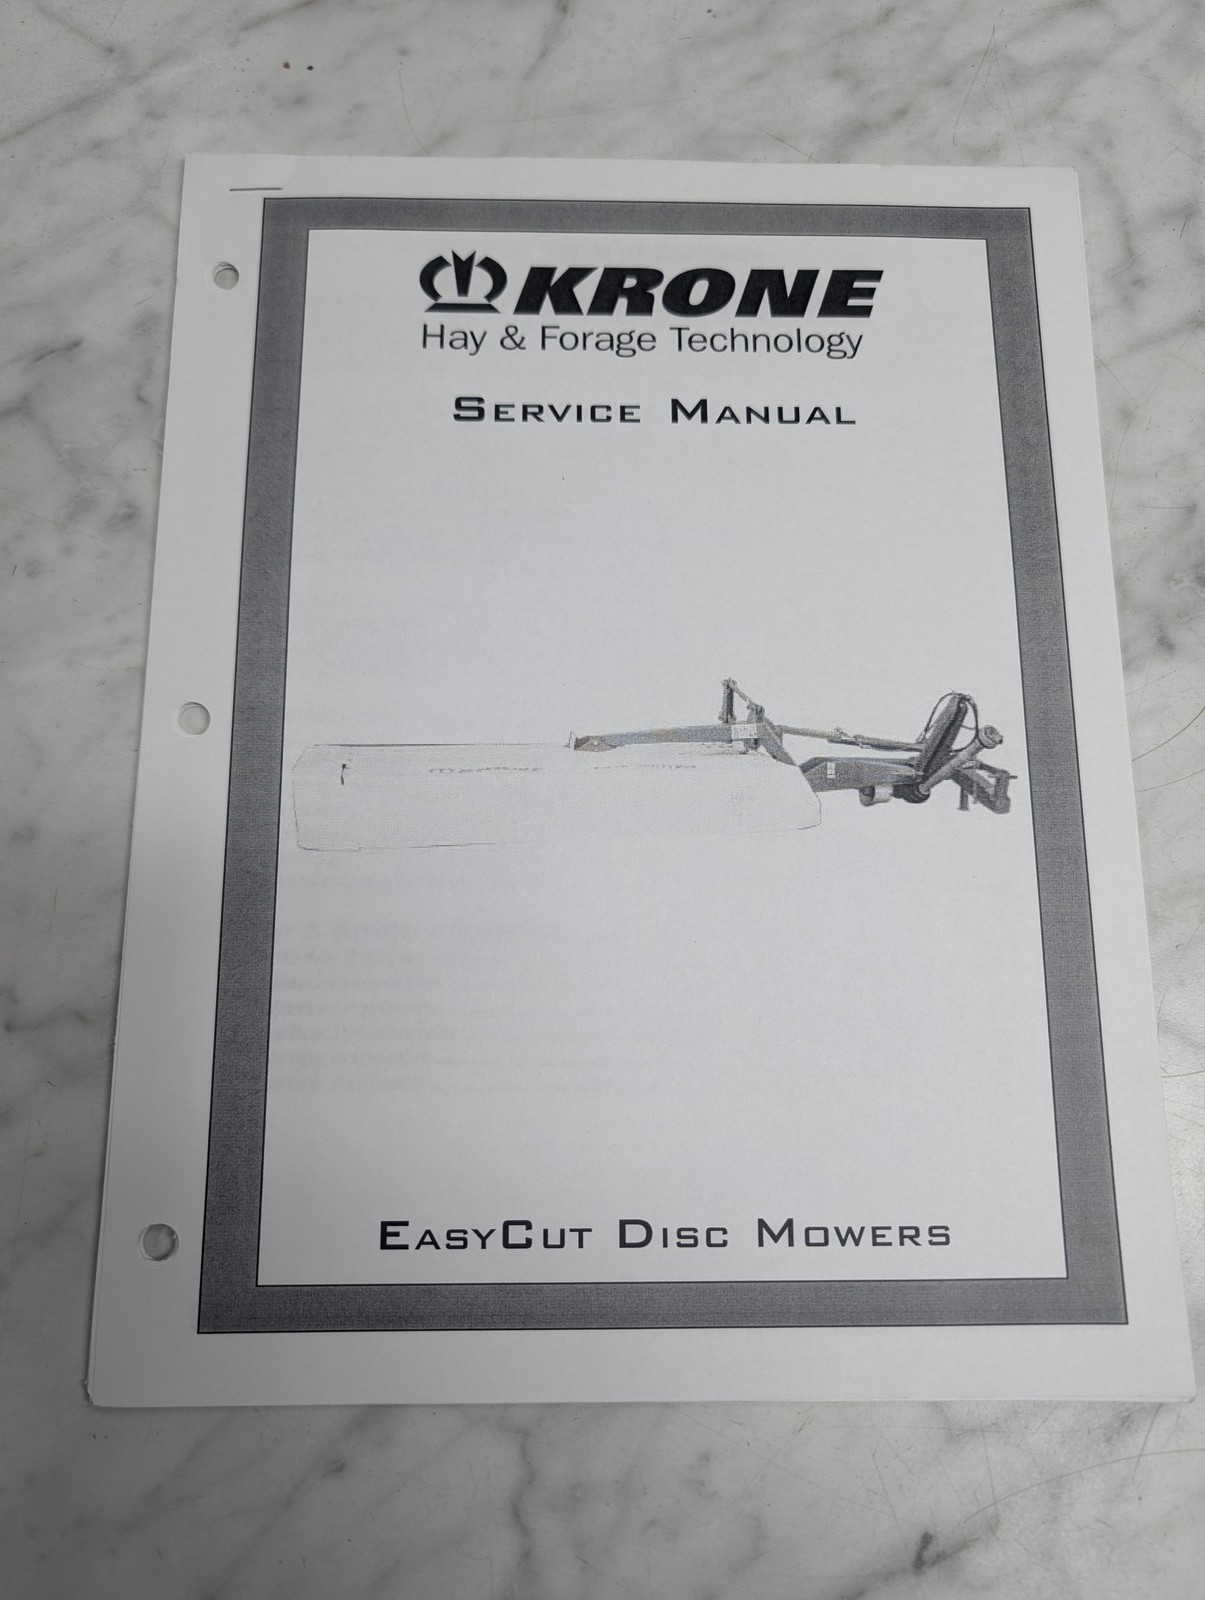 KRONE
Hay & Forage Technology
SERVICE MANUAL
EASYCUT DISC MOWERS